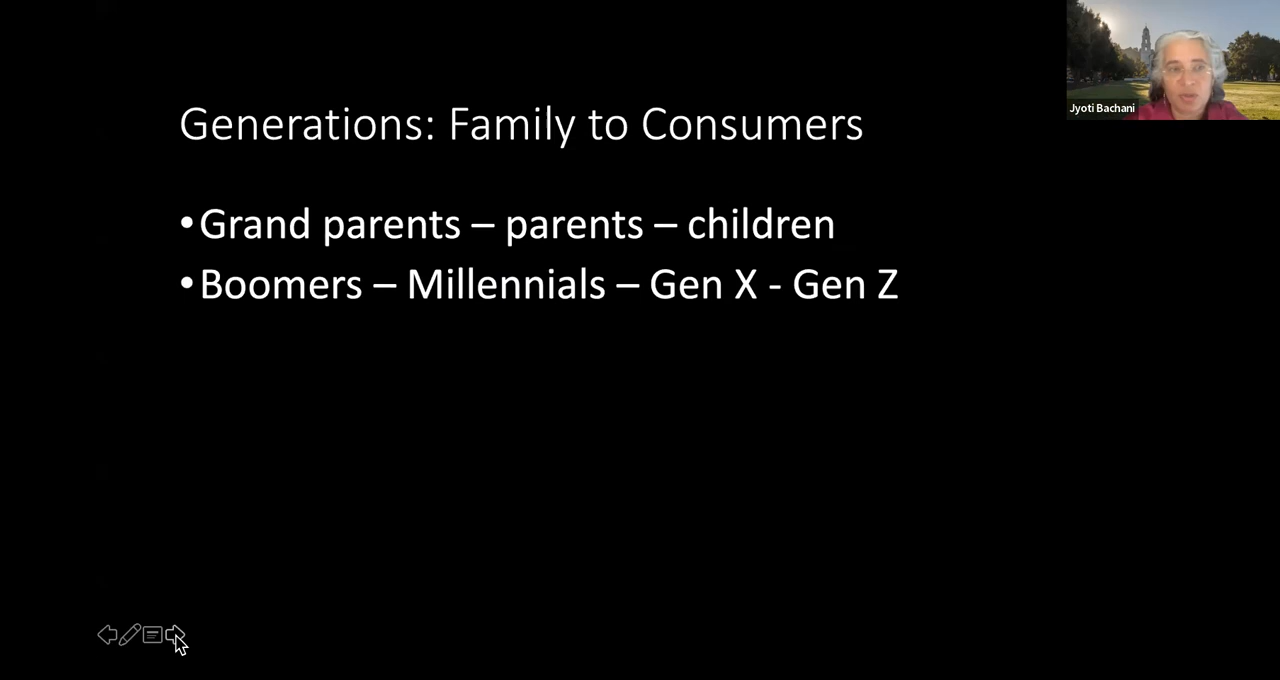 Generations: Family to Consumers
•Grand parents – parents – children
•Boomers – Millennials – Gen X - Gen Z
Jyoti Bachani